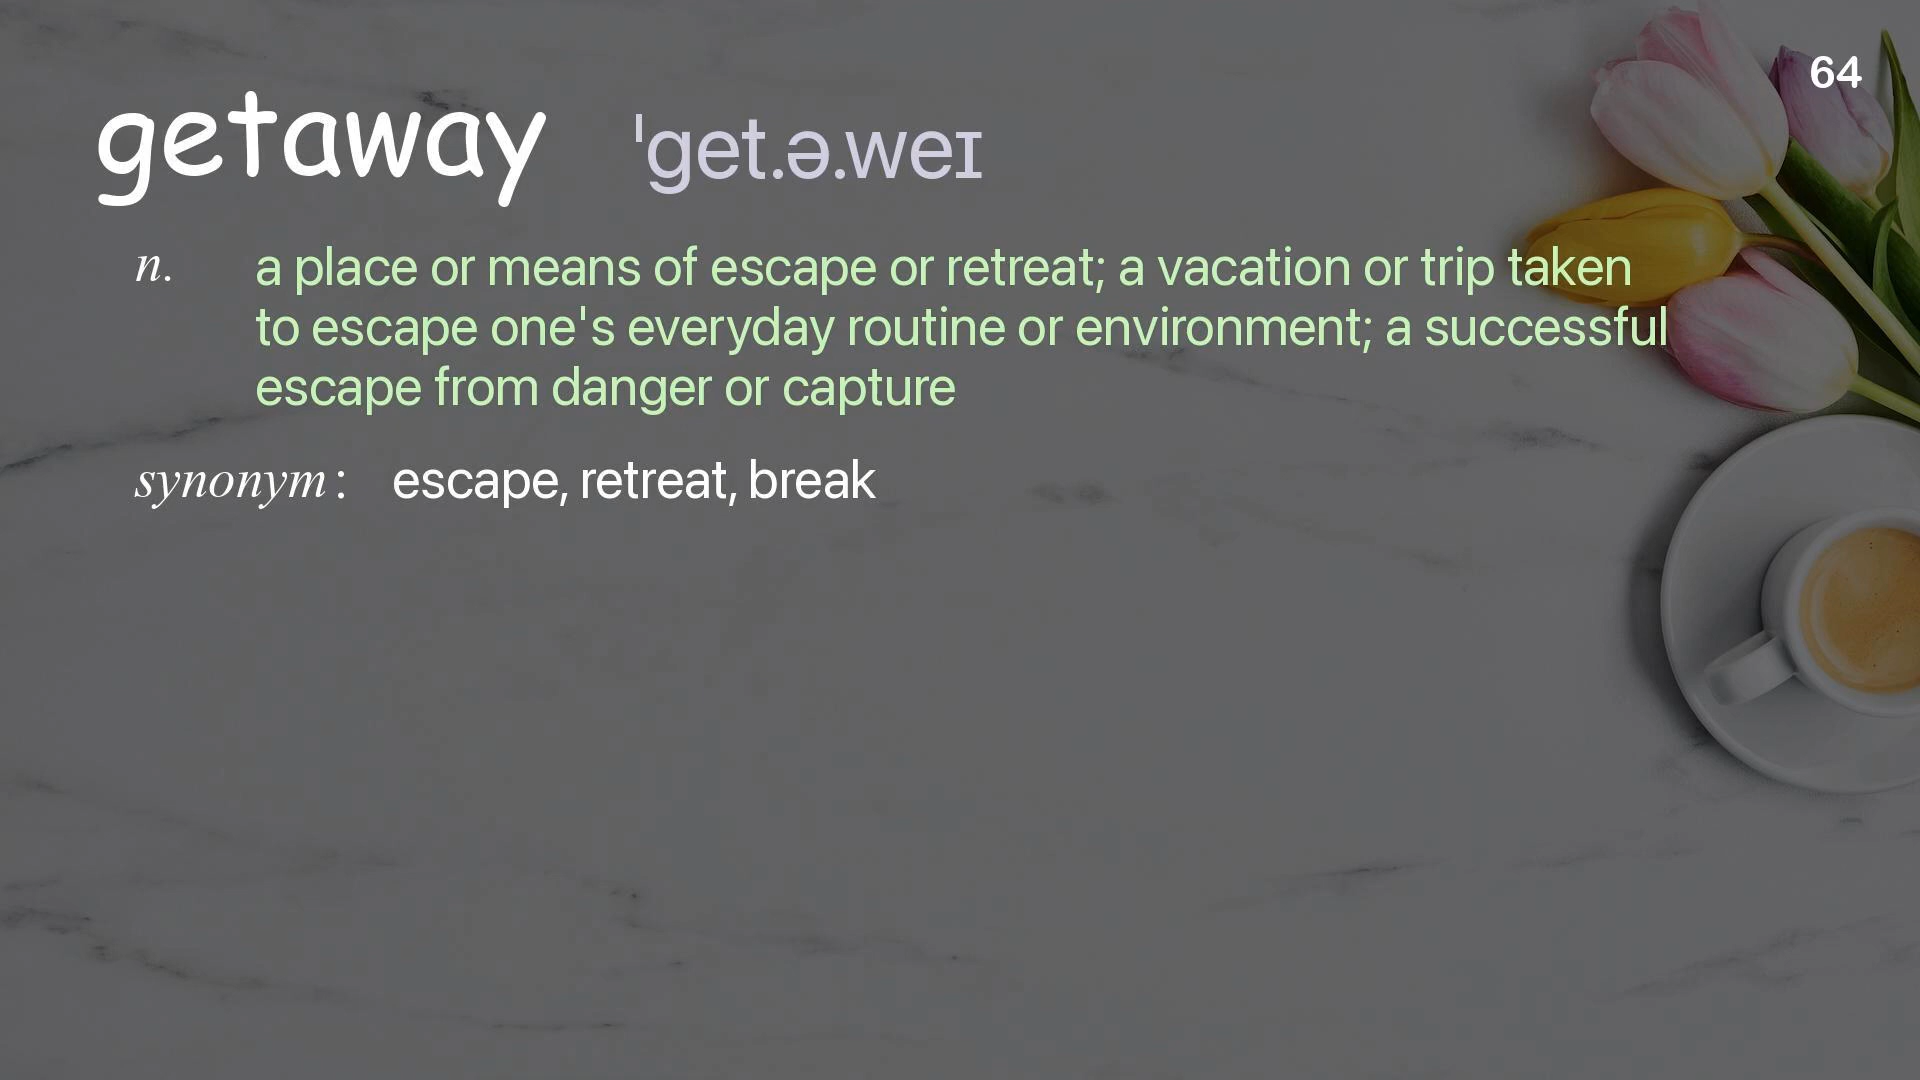 64
getaway ˈget.ə.weɪ
n. a place or means of escape or retreat; a vacation or trip taken
to escape one's everyday routine or environment; a successful
escape from danger or capture
synonym : escape, retreat, break